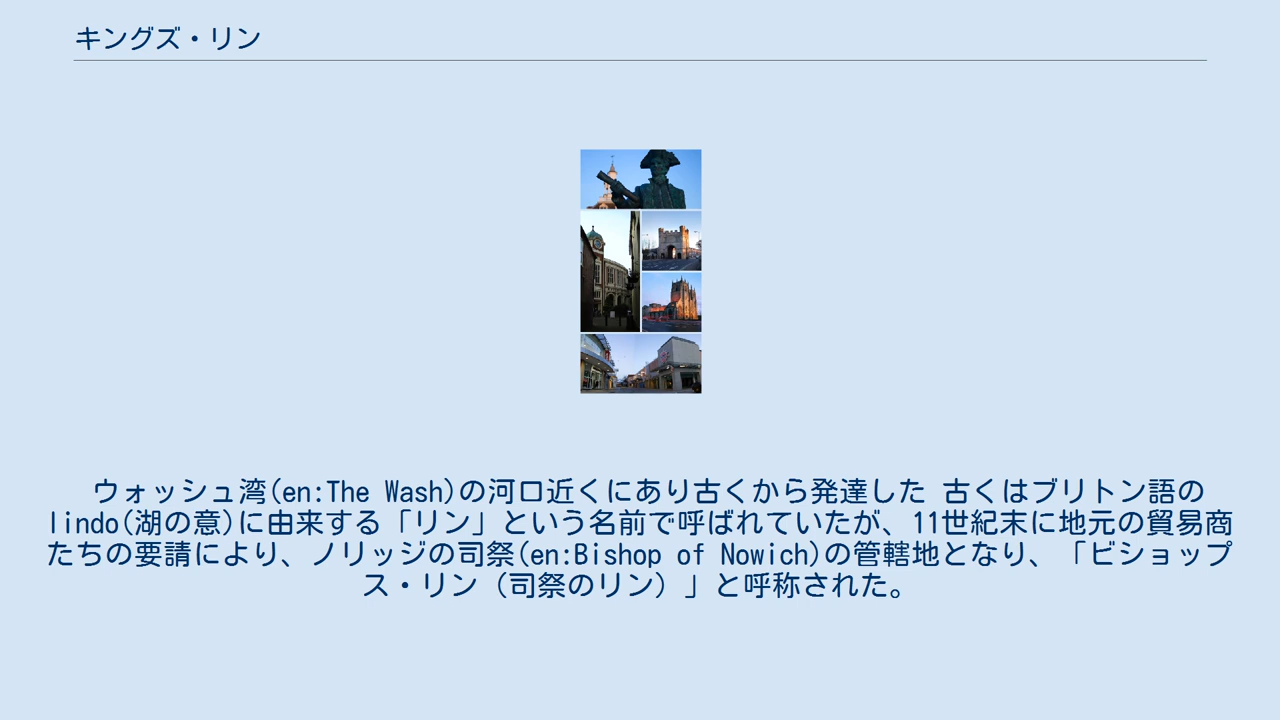 キングズ・リン
ウォッシュ湾(en:The Wash)の河口近くにあり古くから発達した 古くはブリトン語の
lindo(湖の意)に由来する「リン」という名前で呼ばれていたが、11世紀末に地元の貿易商
たちの要請により、ノリッジの司祭(en:Bishop of Nowich)の管轄地となり、「ビショップ
ス・リン（司祭のリン）」と呼称された。